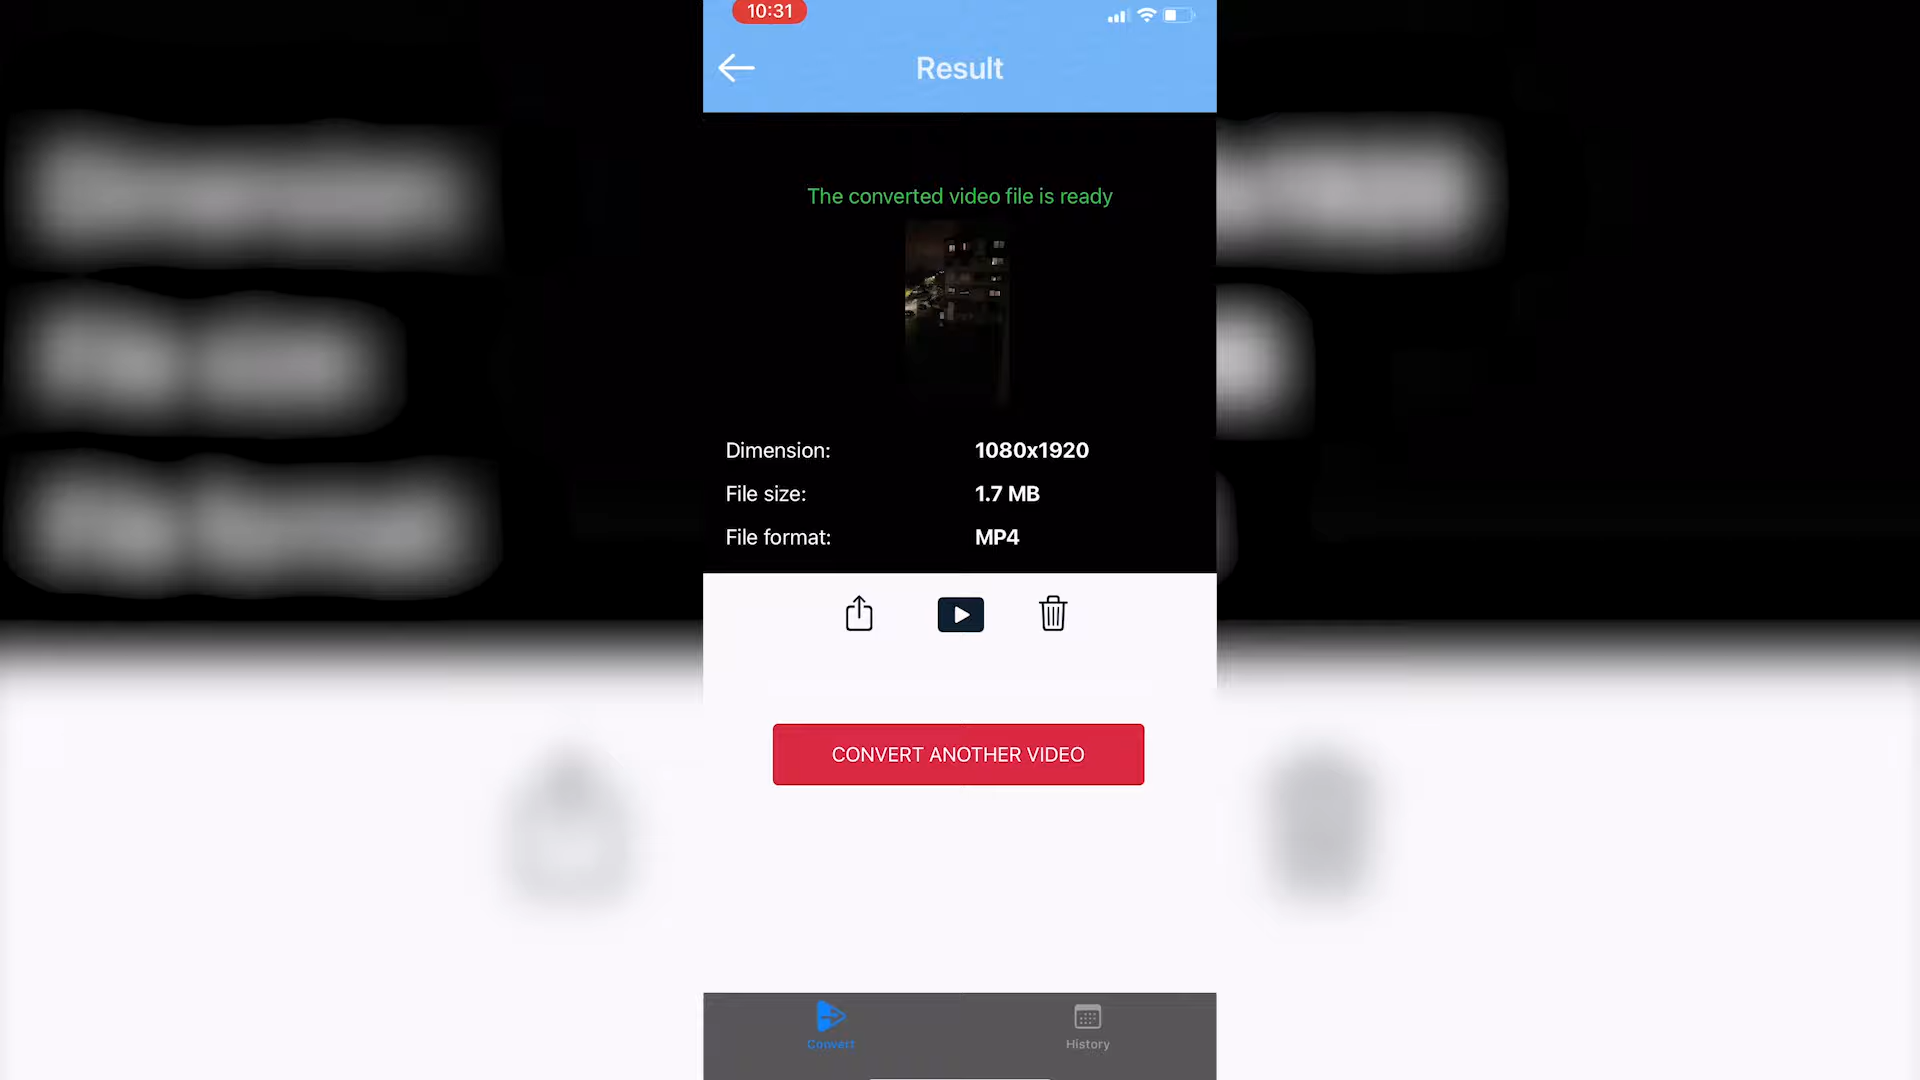 10:31
Result
The converted video file is ready
Dimension: 1080x1920
File size: 1.7 MB
File format: MP4
CONVERT ANOTHER VIDEO
Convert
History